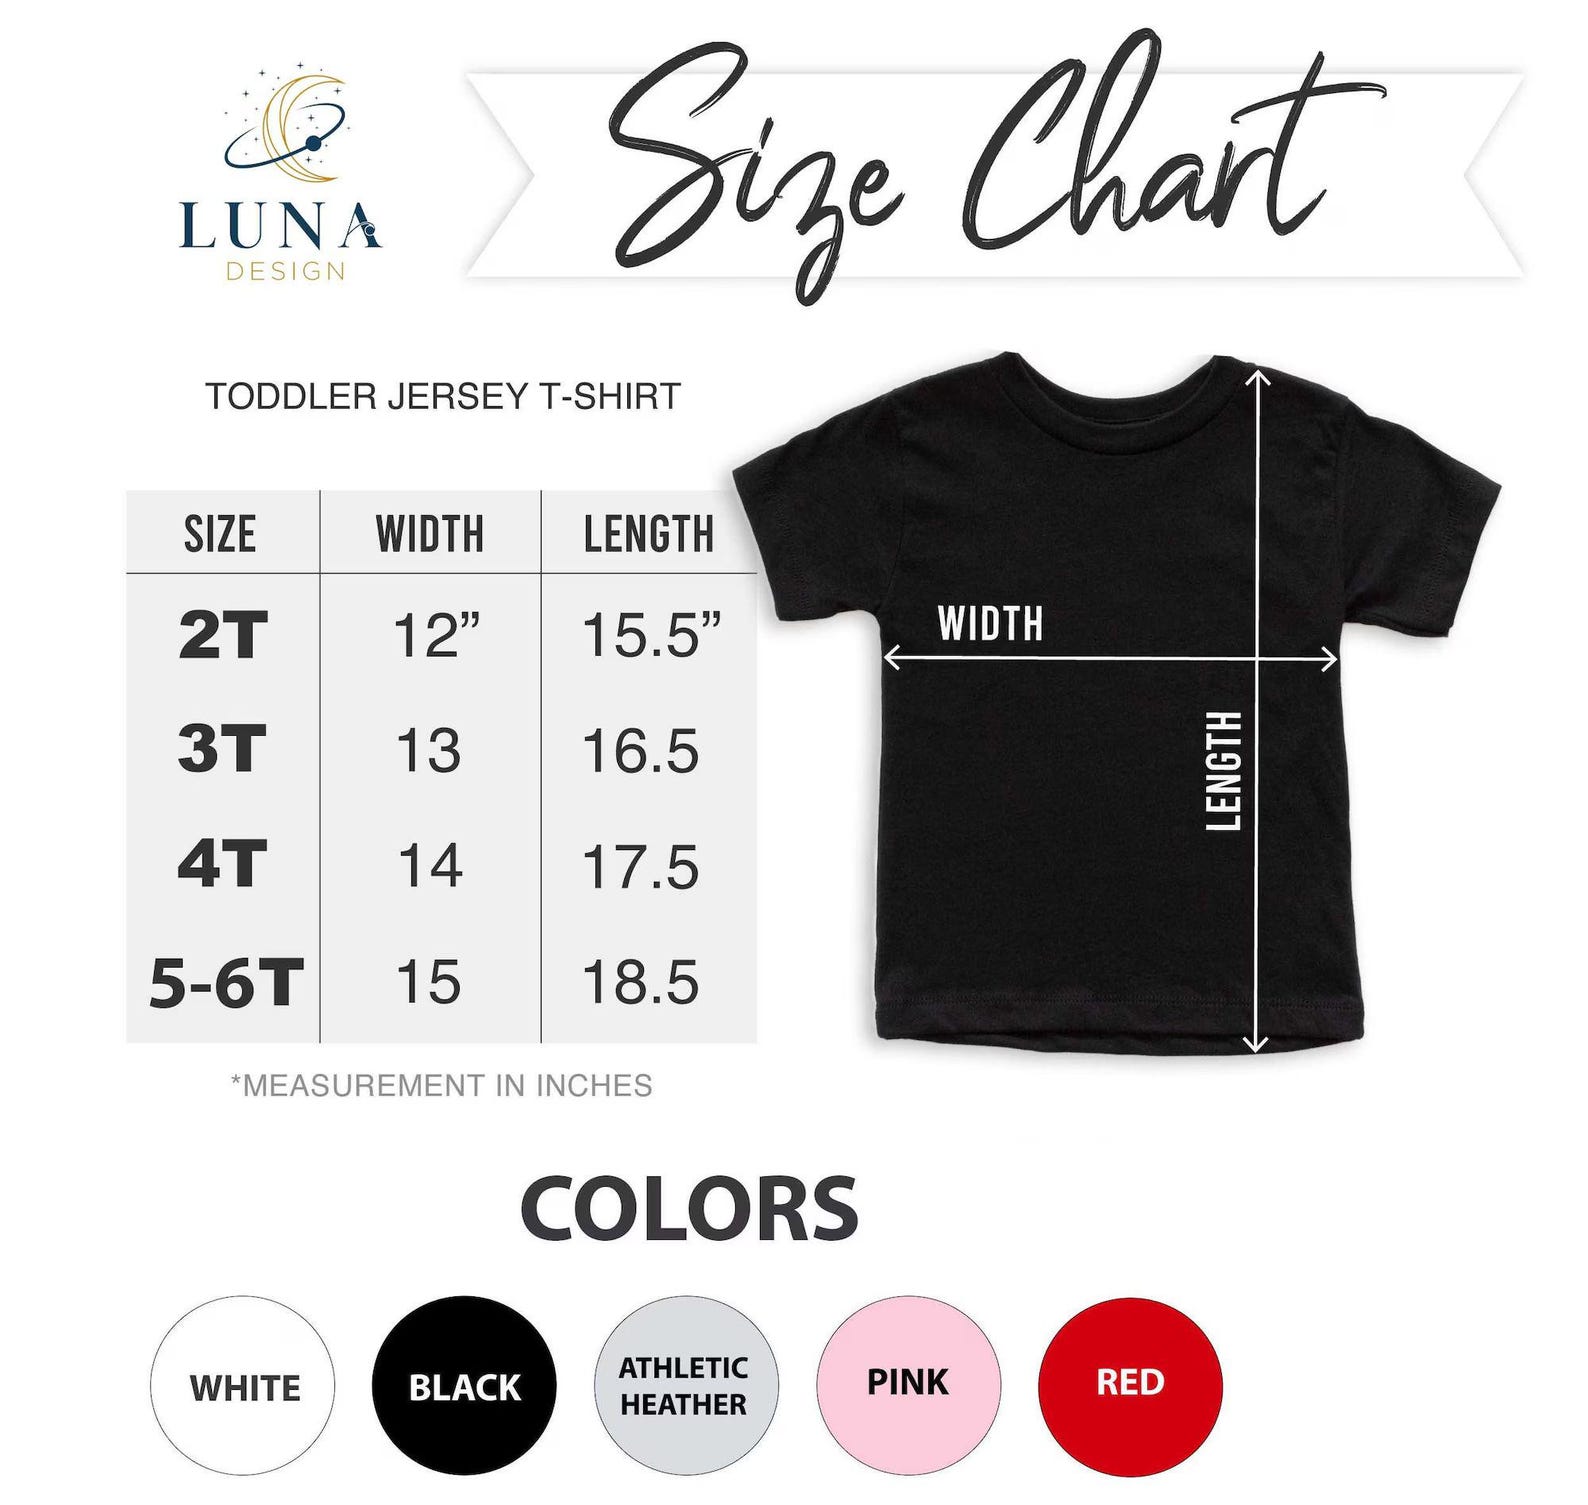 LUNA
DESIGN
Size Chart
TODDLER JERSEY T-SHIRT
SIZE WIDTH LENGTH
2T 12” 15.5”
3T 13 16.5
4T 14 17.5
5-6T 15 18.5
*MEASUREMENT IN INCHES
WIDTH
LENGTH
COLORS
WHITE
BLACK
ATHLETIC
HEATHER
PINK
RED